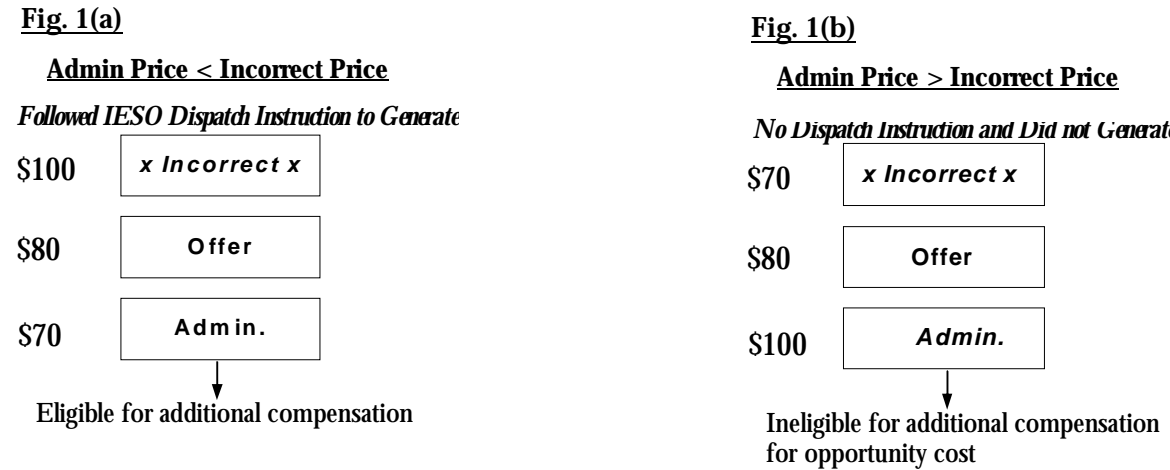 Fig. 1(a)
Admin Price < Incorrect Price
Followed IESO Dispatch Instruction to Generate
$100
x Incorrect x
$80
Offer
$70
Admin.
Eligible for additional compensation
Fig. 1(b)
Admin Price > Incorrect Price
No Dispatch Instruction and Did not Generate
$70
x Incorrect x
$80
Offer
$100
Admin.
Ineligible for additional compensation
for opportunity cost